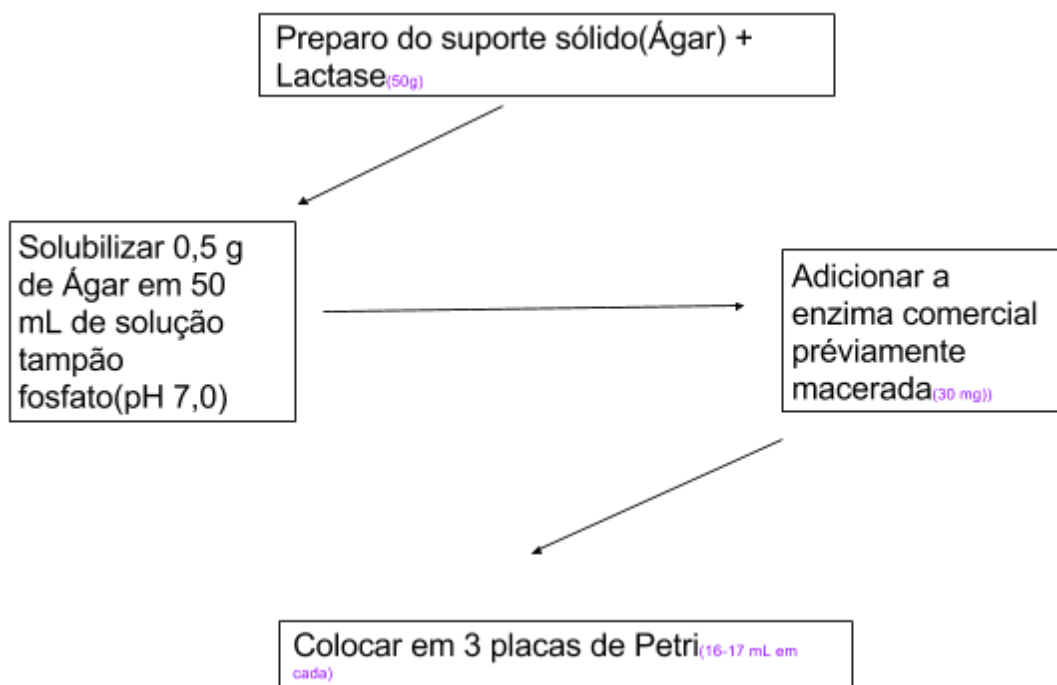 Preparo do suporte sólido(Ágar) +
Lactase(50g)
Solubilizar 0,5 g
de Ágar em 50
mL de solução
tampão
fosfato(pH 7,0)
Adicionar a
enzima comercial
préviamente
macerada(30 mg))
Colocar em 3 placas de Petri(16-17 mL em
cada)